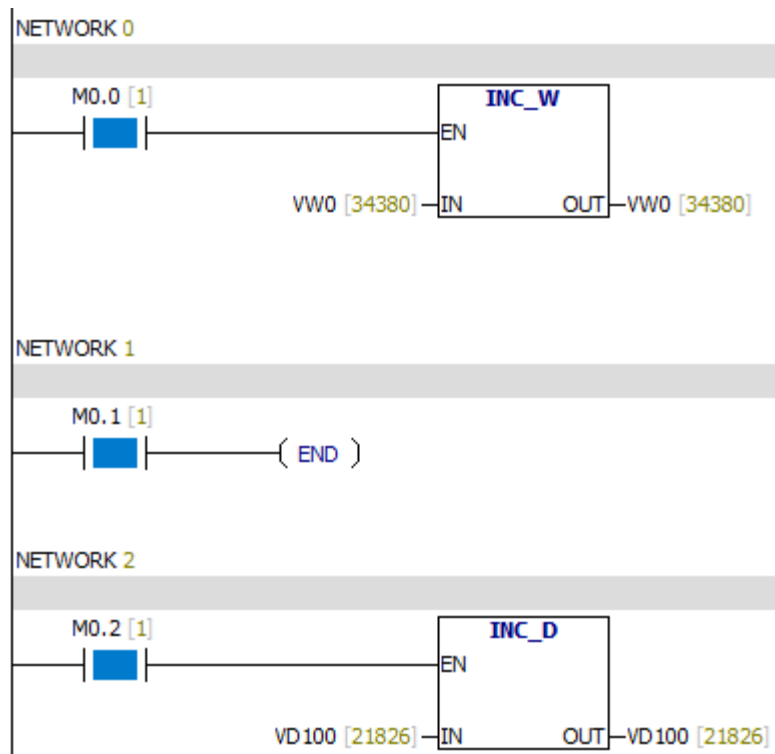 NETWORK 0
M0.0 [1]
INC_W
EN
VW0 [34380] IN OUT VW0 [34380]
NETWORK 1
M0.1 [1]
( END )
NETWORK 2
M0.2 [1]
INC_D
EN
VD100 [21826] IN OUT VD100 [21826]